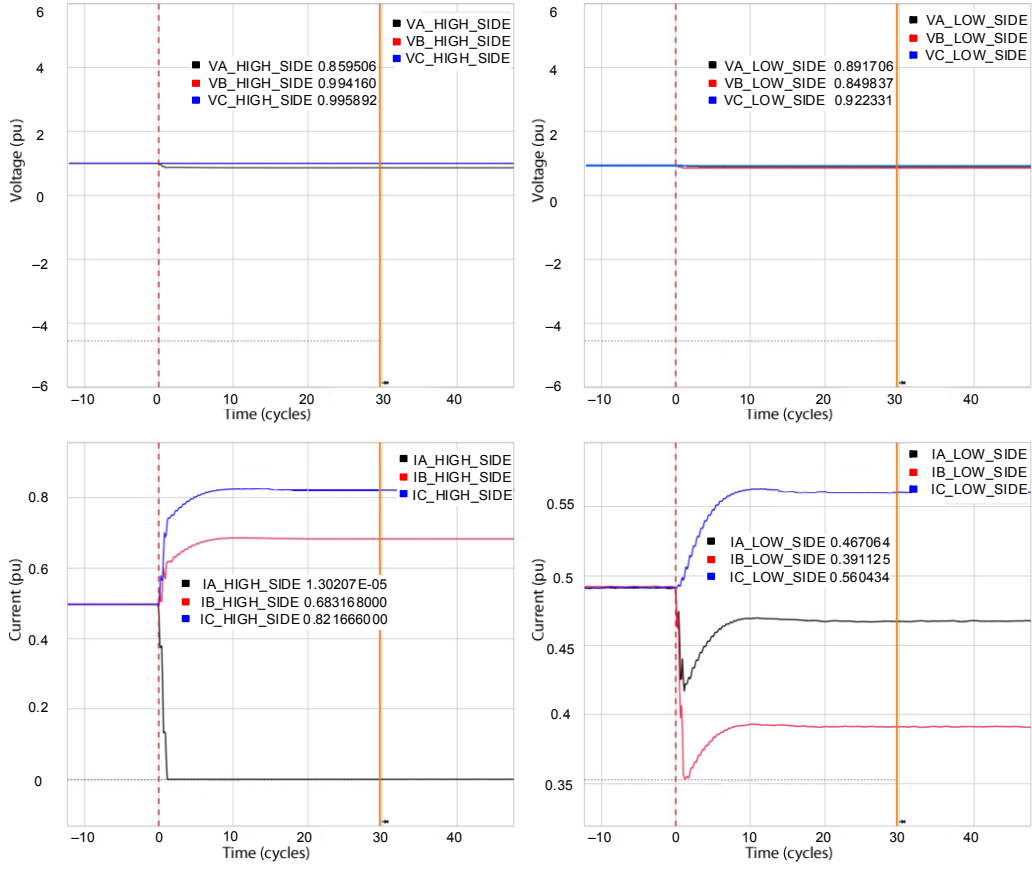 6
4
2
0
−2
−4
−6
Voltage (pu)
VA_HIGH_SIDE
VB_HIGH_SIDE
VC_HIGH_SIDE
VA_HIGH_SIDE 0.859506
VB_HIGH_SIDE 0.994160
VC_HIGH_SIDE 0.995892
−10 0 10 20 30 40
Time (cycles)
6
4
2
0
−2
−4
−6
Voltage (pu)
VA_LOW_SIDE
VB_LOW_SIDE
VC_LOW_SIDE
VA_LOW_SIDE 0.891706
VB_LOW_SIDE 0.849837
VC_LOW_SIDE 0.922331
−10 0 10 20 30 40
Time (cycles)
0.8
0.6
0.4
0.2
0
Current (pu)
IA_HIGH_SIDE
IB_HIGH_SIDE
IC_HIGH_SIDE
IA_HIGH_SIDE 1.30207E-05
IB_HIGH_SIDE 0.683168000
IC_HIGH_SIDE 0.821666000
−10 0 10 20 30 40
Time (cycles)
0.55
0.5
0.45
0.4
0.35
Current (pu)
IA_LOW_SIDE
IB_LOW_SIDE
IC_LOW_SIDE
IA_LOW_SIDE 0.467064
IB_LOW_SIDE 0.391125
IC_LOW_SIDE 0.560434
−10 0 10 20 30 40
Time (cycles)